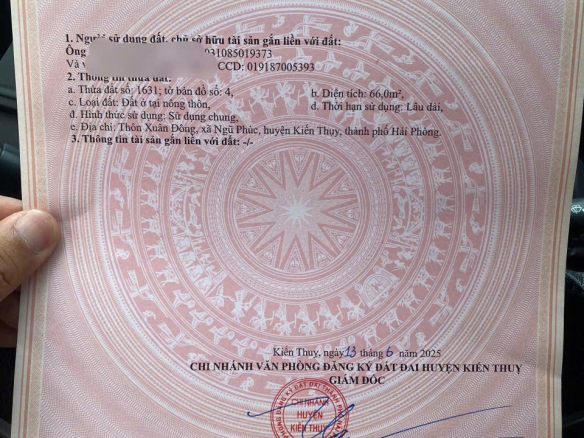 1. Người sử dụng đất, chủ sở hữu tài sản gắn liền với đất:
Ông 031085019373
Và CCD: 019187005393
2. Thông tin thửa đất:
a. Thửa đất số: 1631; tờ bản đồ số: 4, b. Diện tích: 66,0m²,
c. Loại đất: Đất ở tại nông thôn, d. Thời hạn sử dụng: Lâu dài,
đ. Hình thức sử dụng: Sử dụng chung,
e. Địa chỉ: Thôn Xuân Đông, xã Ngũ Phúc, huyện Kiến Thụy, thành phố Hải Phòng.
3. Thông tin tài sản gắn liền với đất: -/-
Kiến Thụy, ngày 13 tháng 6 năm 2025
CHI NHÁNH VĂN PHÒNG ĐĂNG KÝ ĐẤT ĐAI HUYỆN KIẾN THỤY
GIÁM ĐỐC
CHI NHÁNH
HUYỆN
KIẾN THỤY